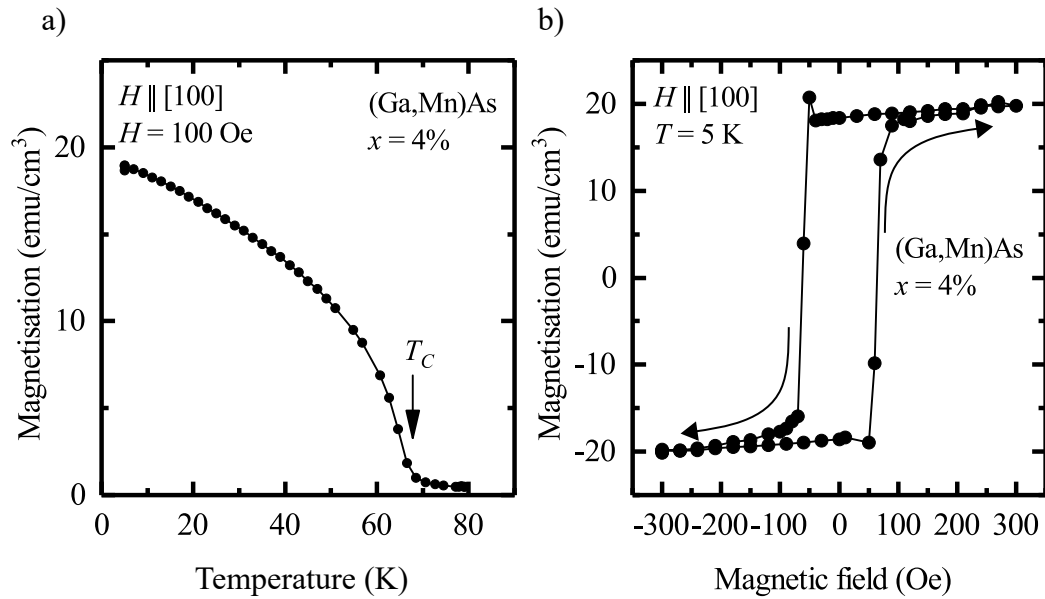 a)
H || [100]
H = 100 Oe
(Ga,Mn)As
x = 4%
T_C
20
10
0
0 20 40 60 80
Magnetisation (emu/cm³)
Temperature (K)
b)
H || [100]
T = 5 K
(Ga,Mn)As
x = 4%
20
10
0
-10
-20
-300 -200 -100 0 100 200 300
Magnetisation (emu/cm³)
Magnetic field (Oe)